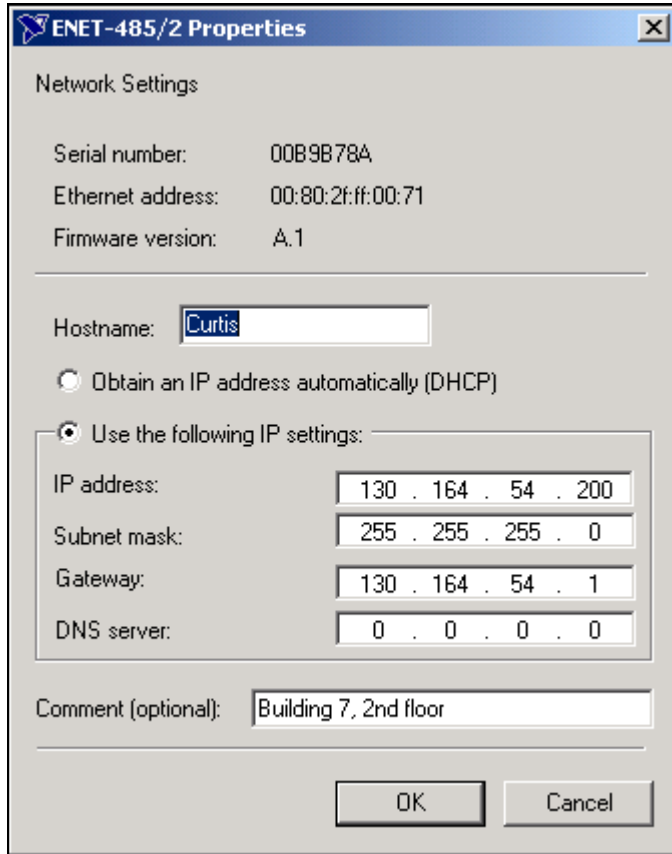 ENET-485/2 Properties
Network Settings
Serial number: 00B9B78A
Ethernet address: 00:80:2f:ff:00:71
Firmware version: A.1
Hostname: Curtis
Obtain an IP address automatically (DHCP)
Use the following IP settings:
IP address: 130 . 164 . 54 . 200
Subnet mask: 255 . 255 . 255 . 0
Gateway: 130 . 164 . 54 . 1
DNS server: 0 . 0 . 0 . 0
Comment (optional): Building 7, 2nd floor
OK Cancel